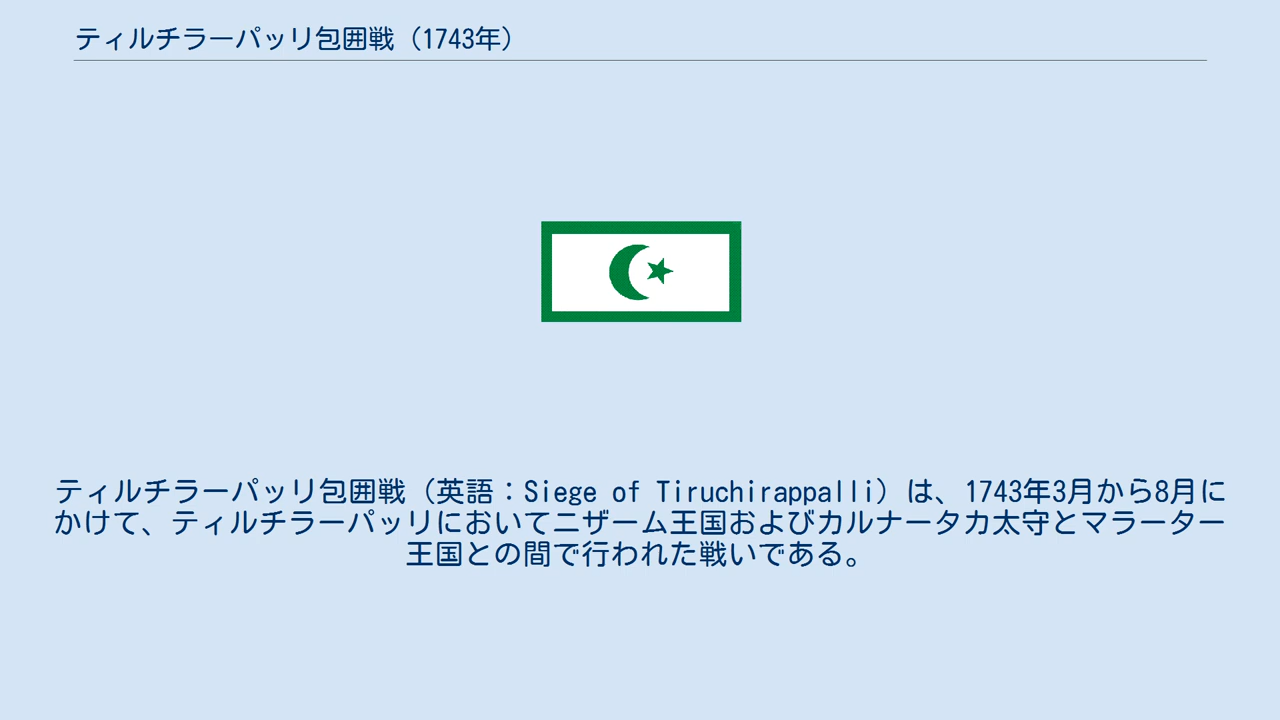 ティルチラーパッリ包囲戦（1743年）
ティルチラーパッリ包囲戦（英語：Siege of Tiruchirappalli）は、1743年3月から8月に
かけて、ティルチラーパッリにおいてニザーム王国およびカルナータカ太守とマラーター
王国との間で行われた戦いである。